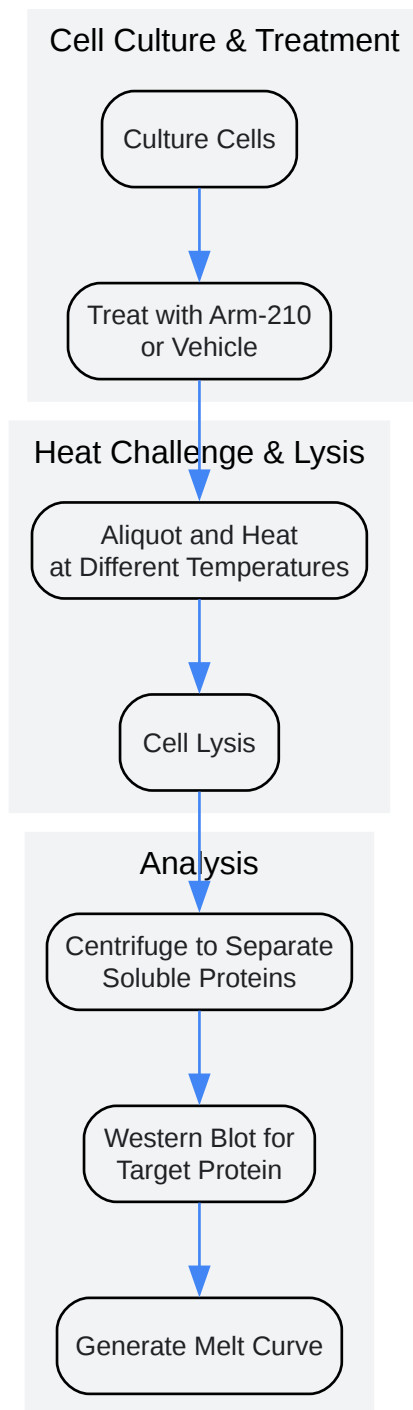 Cell Culture & Treatment
Culture Cells
Treat with Arm-210
or Vehicle
Heat Challenge & Lysis
Aliquot and Heat
at Different Temperatures
Cell Lysis
Analysis
Centrifuge to Separate
Soluble Proteins
Western Blot for
Target Protein
Generate Melt Curve